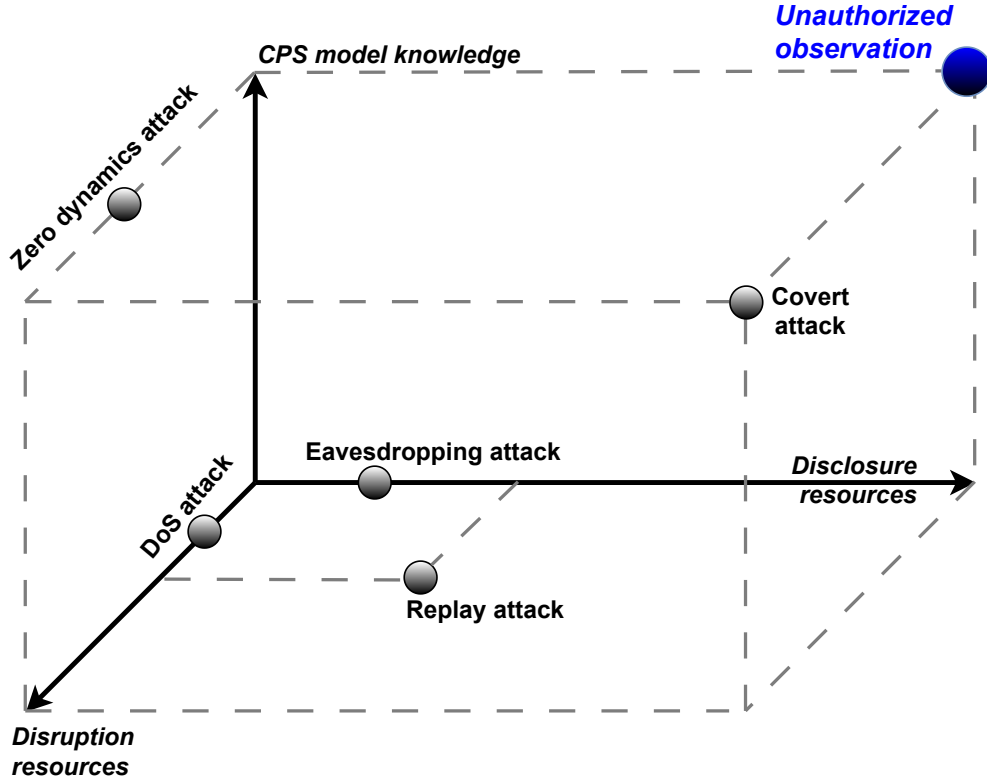 Unauthorized
observation
CPS model knowledge
Zero dynamics attack
Covert
attack
Eavesdropping attack
Disclosure
resources
DoS attack
Replay attack
Disruption
resources